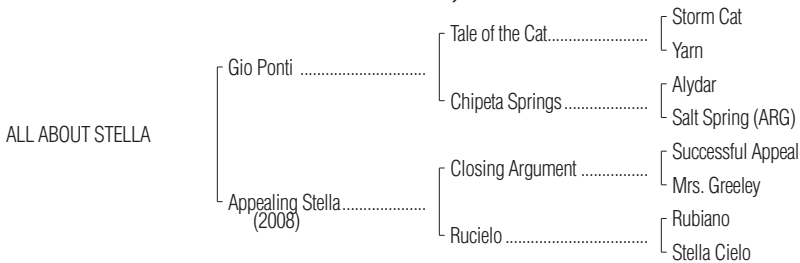 Storm Cat
Tale of the Cat.......................
Yarn
Gio Ponti .............................
Alydar
Chipeta Springs...................
Salt Spring (ARG)
ALL ABOUT STELLA
Successful Appeal
Closing Argument ...............
Mrs. Greeley
Appealing Stella...................
(2008)
Rubiano
Rucielo .................................
Stella Cielo